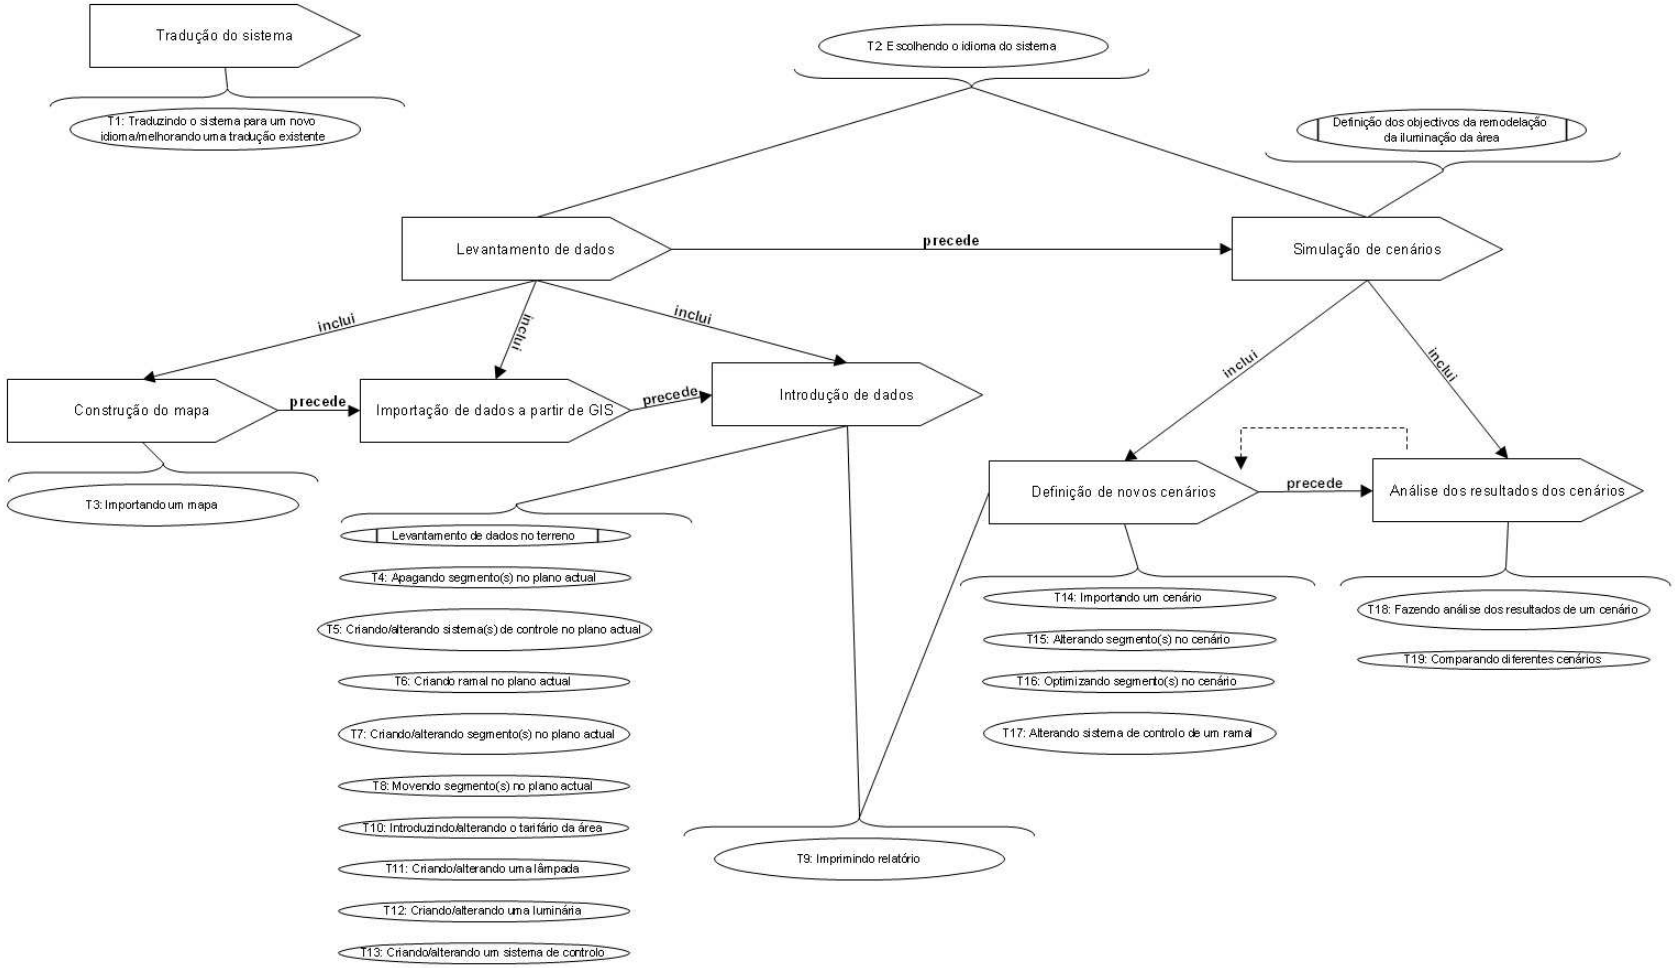 Tradução do sistema
T1: Traduzindo o sistema para um novo
idioma/melhorando uma tradução existente
T2 Escolhendo o idioma do sistema
Definição dos objectivos da remodelação
da iluminação da àrea
Levantamento de dados
precede
Simulação de cenários
inclui
inclui
inclui
inclui
inclui
Construção do mapa
precede
Importação de dados a partir de GIS
precede
Introdução de dados
Definição de novos cenários
precede
Análise dos resultados dos cenários
T3: Importando um mapa
Levantamento de dados no terreno
T4: Apagando segmento(s) no plano actual
T5: Criando/alterando sistema(s) de controle no plano actual
T6: Criando ramal no plano actual
T7: Criando/alterando segmento(s) no plano actual
T8: Movendo segmento(s) no plano actual
T10: Introduzindo/alterando o tarifário da área
T11: Criando/alterando uma lâmpada
T12: Criando/alterando uma luminária
T13: Criando/alterando um sistema de controlo
T9: Imprimindo relatório
T14: Importando um cenário
T15: Alterando segmento(s) no cenário
T16: Optimizando segmento(s) no cenário
T17: Alterando sistema de controlo de um ramal
T18: Fazendo análise dos resultados de um cenário
T19: Comparando diferentes cenários